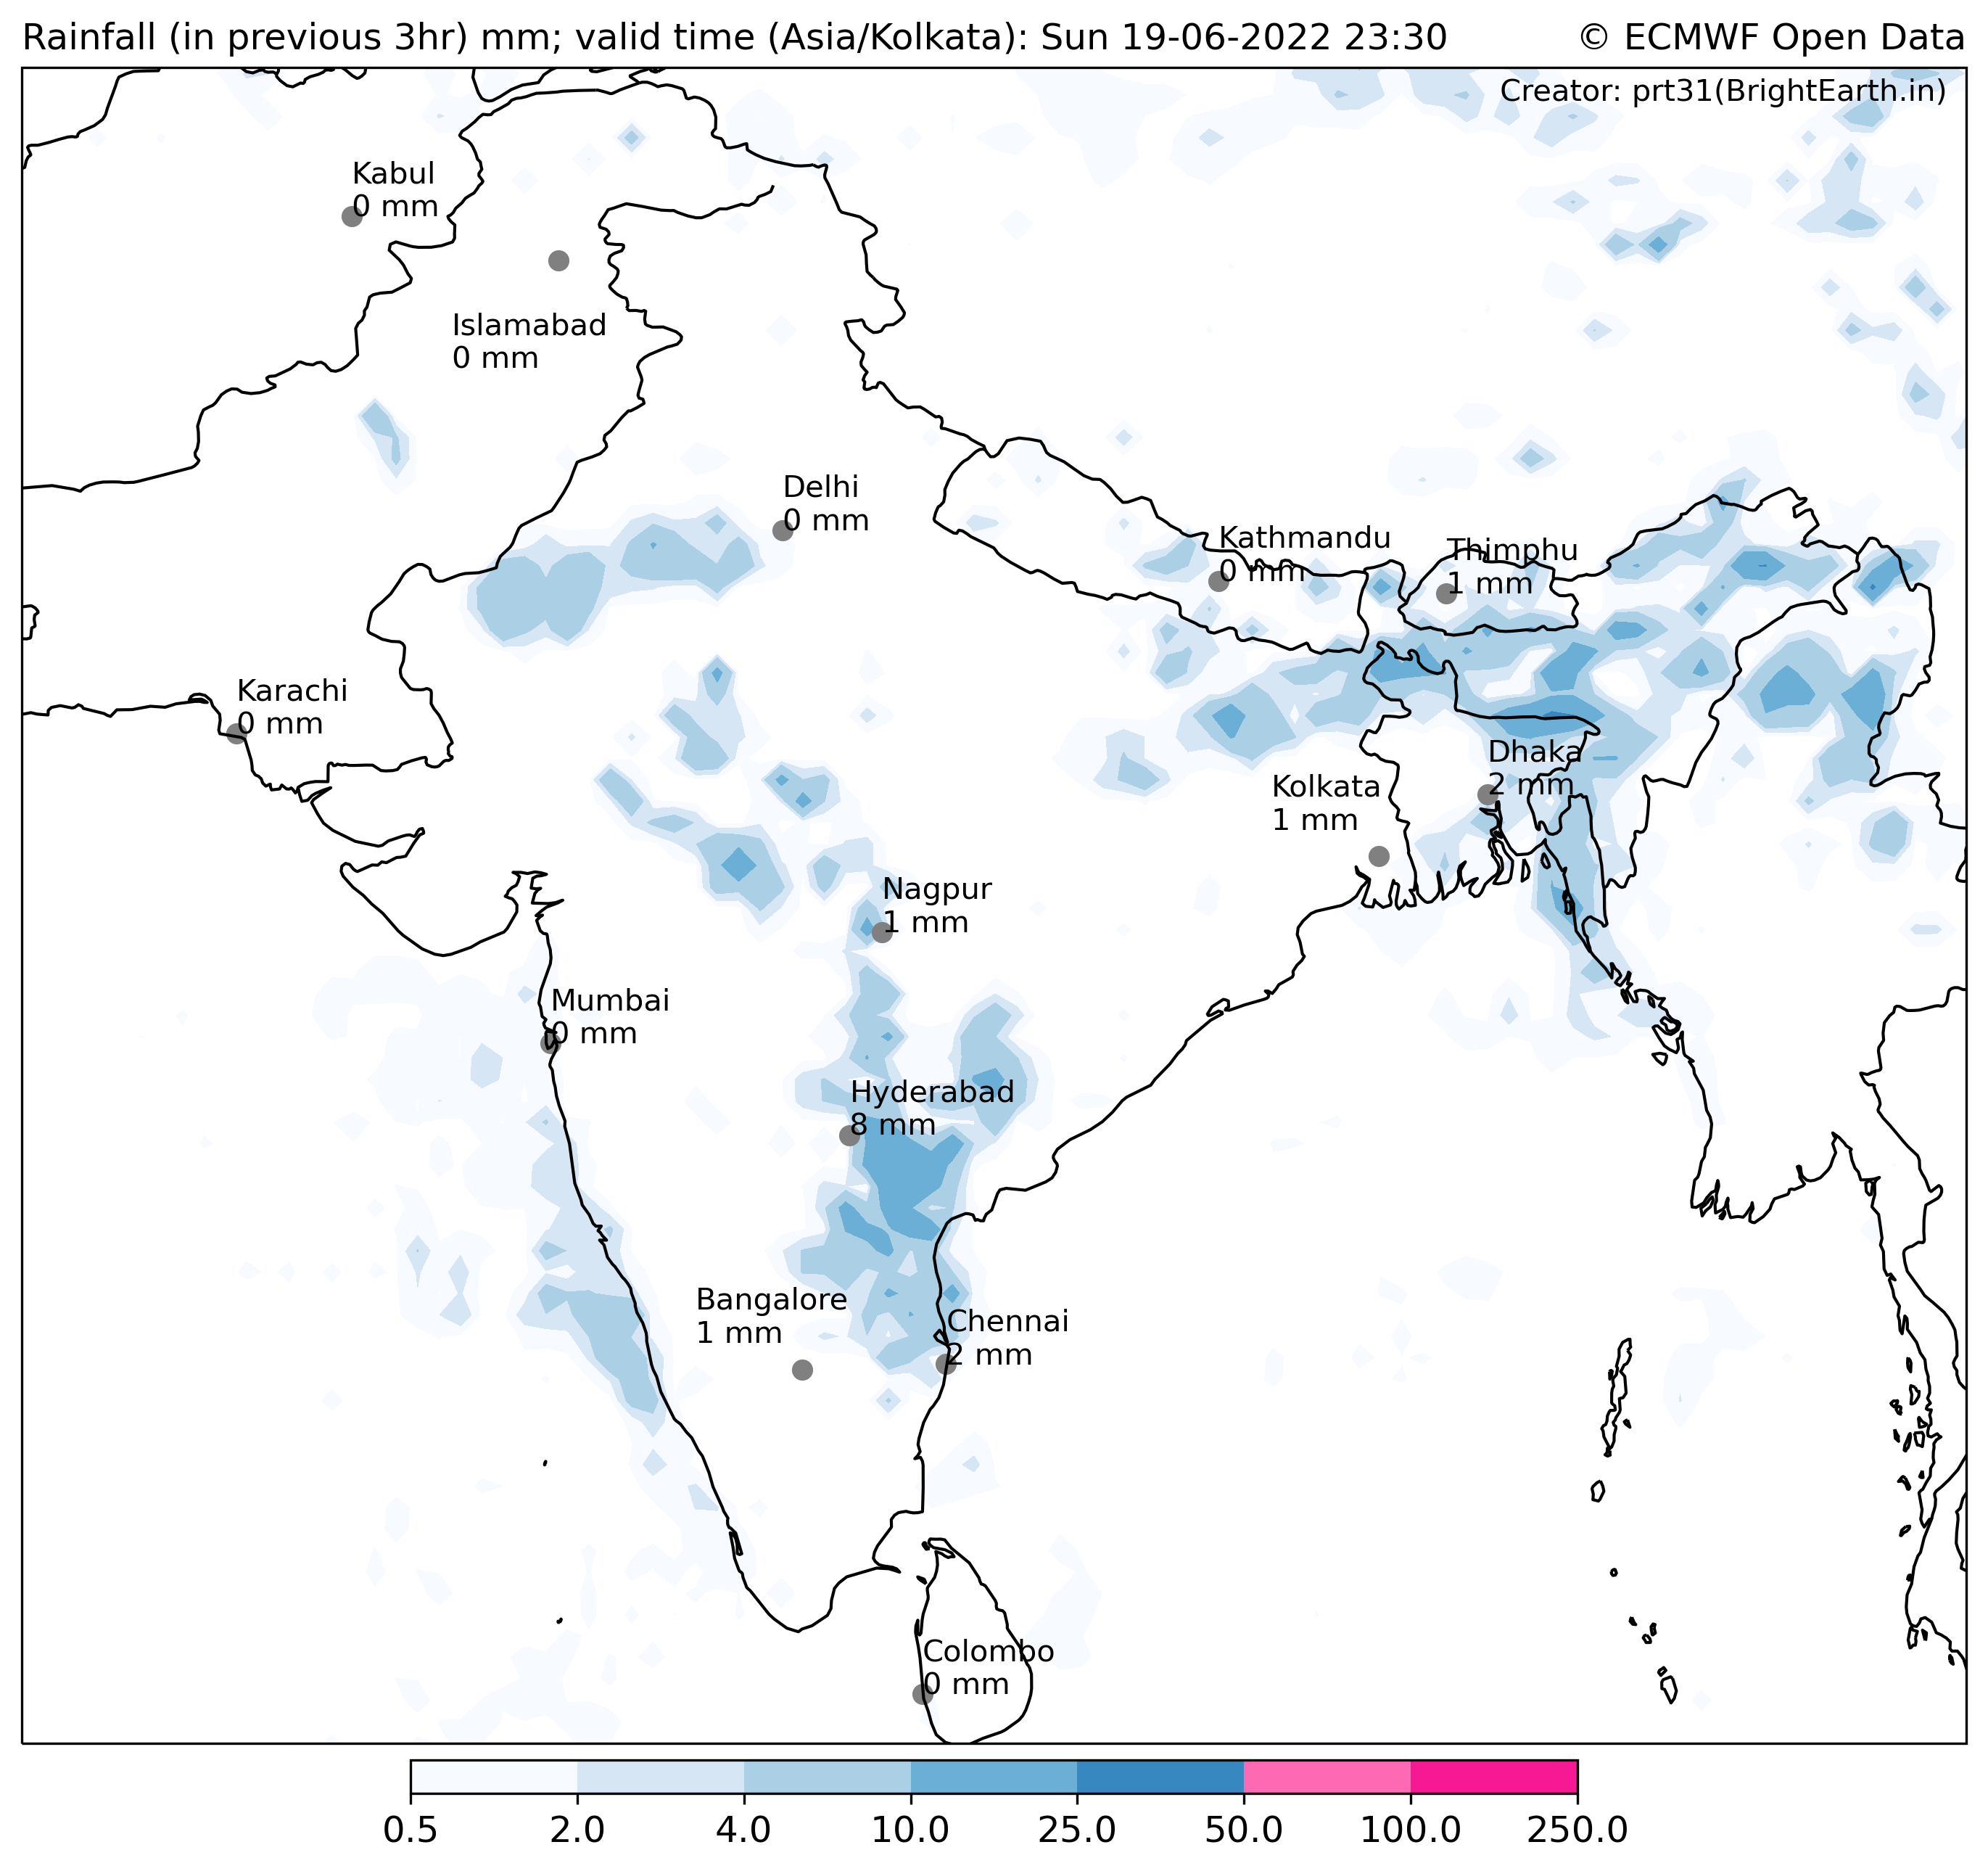 Rainfall (in previous 3hr) mm; valid time (Asia/Kolkata): Sun 19-06-2022 23:30
© ECMWF Open Data
Creator: prt31(BrightEarth.in)
Kabul
0 mm
Islamabad
0 mm
Delhi
0 mm
Kathmandu
0 mm
Thimphu
1 mm
Karachi
0 mm
Dhaka
2 mm
Kolkata
1 mm
Nagpur
1 mm
Mumbai
0 mm
Hyderabad
8 mm
Bangalore
1 mm
Chennai
2 mm
Colombo
0 mm
0.5 2.0 4.0 10.0 25.0 50.0 100.0 250.0